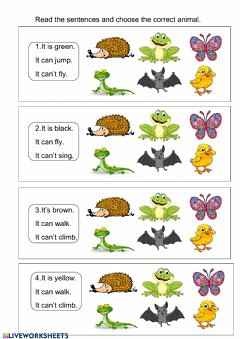 Read the sentences and choose the correct animal.
1.It is green.
It can jump.
It can't fly.
2.It is black.
It can fly.
It can't sing.
3.It's brown.
It can walk.
It can't climb.
4.It is yellow.
It can walk.
It can't climb.
LIVEWORKSHEETS